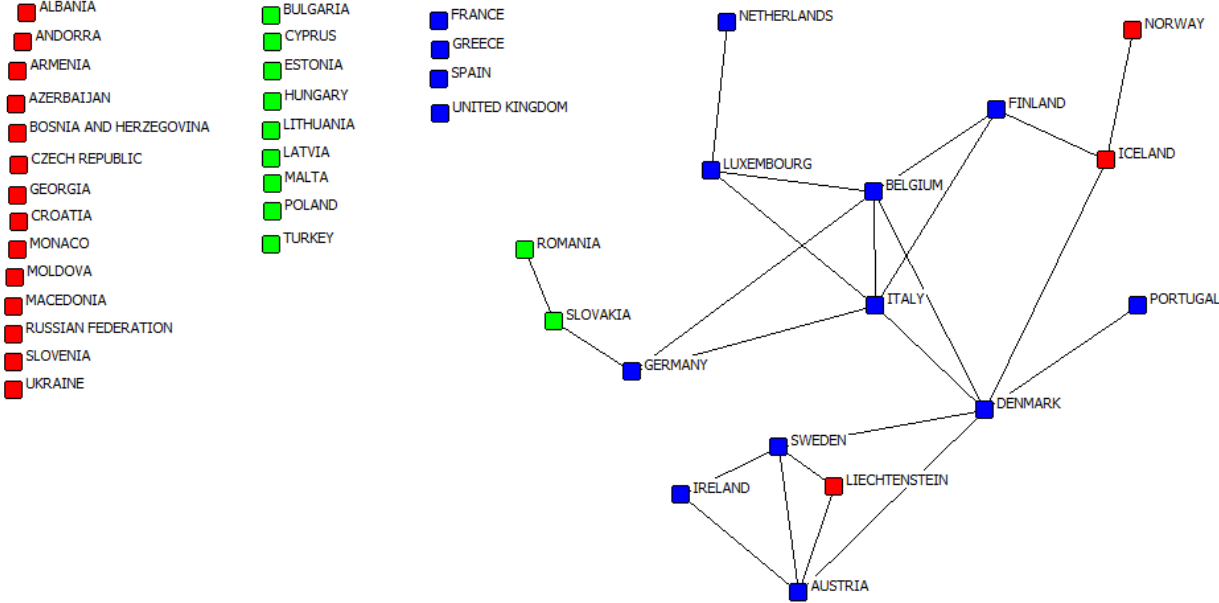 ALBANIA
ANDORRA
ARMENIA
AZERBAIJAN
BOSNIA AND HERZEGOVINA
CZECH REPUBLIC
GEORGIA
CROATIA
MONACO
MOLDOVA
MACEDONIA
RUSSIAN FEDERATION
SLOVENIA
UKRAINE
BULGARIA
CYPRUS
ESTONIA
HUNGARY
LITHUANIA
LATVIA
MALTA
POLAND
TURKEY
FRANCE
GREECE
SPAIN
UNITED KINGDOM
NETHERLANDS
NORWAY
FINLAND
ICELAND
LUXEMBOURG
BELGIUM
ROMANIA
ITALY
PORTUGAL
SLOVAKIA
GERMANY
DENMARK
SWEDEN
LIECHTENSTEIN
IRELAND
AUSTRIA